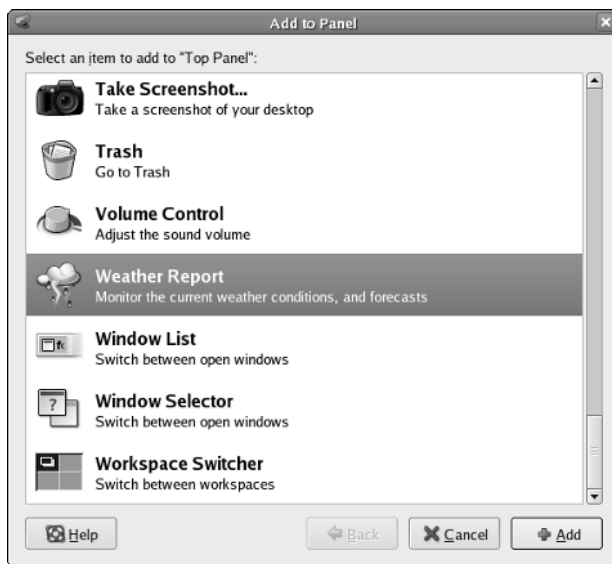 Add to Panel
Select an item to add to "Top Panel":
Take Screenshot...
Take a screenshot of your desktop
Trash
Go to Trash
Volume Control
Adjust the sound volume
Weather Report
Monitor the current weather conditions, and forecasts
Window List
Switch between open windows
Window Selector
Switch between open windows
Workspace Switcher
Switch between workspaces
Help Back Cancel Add